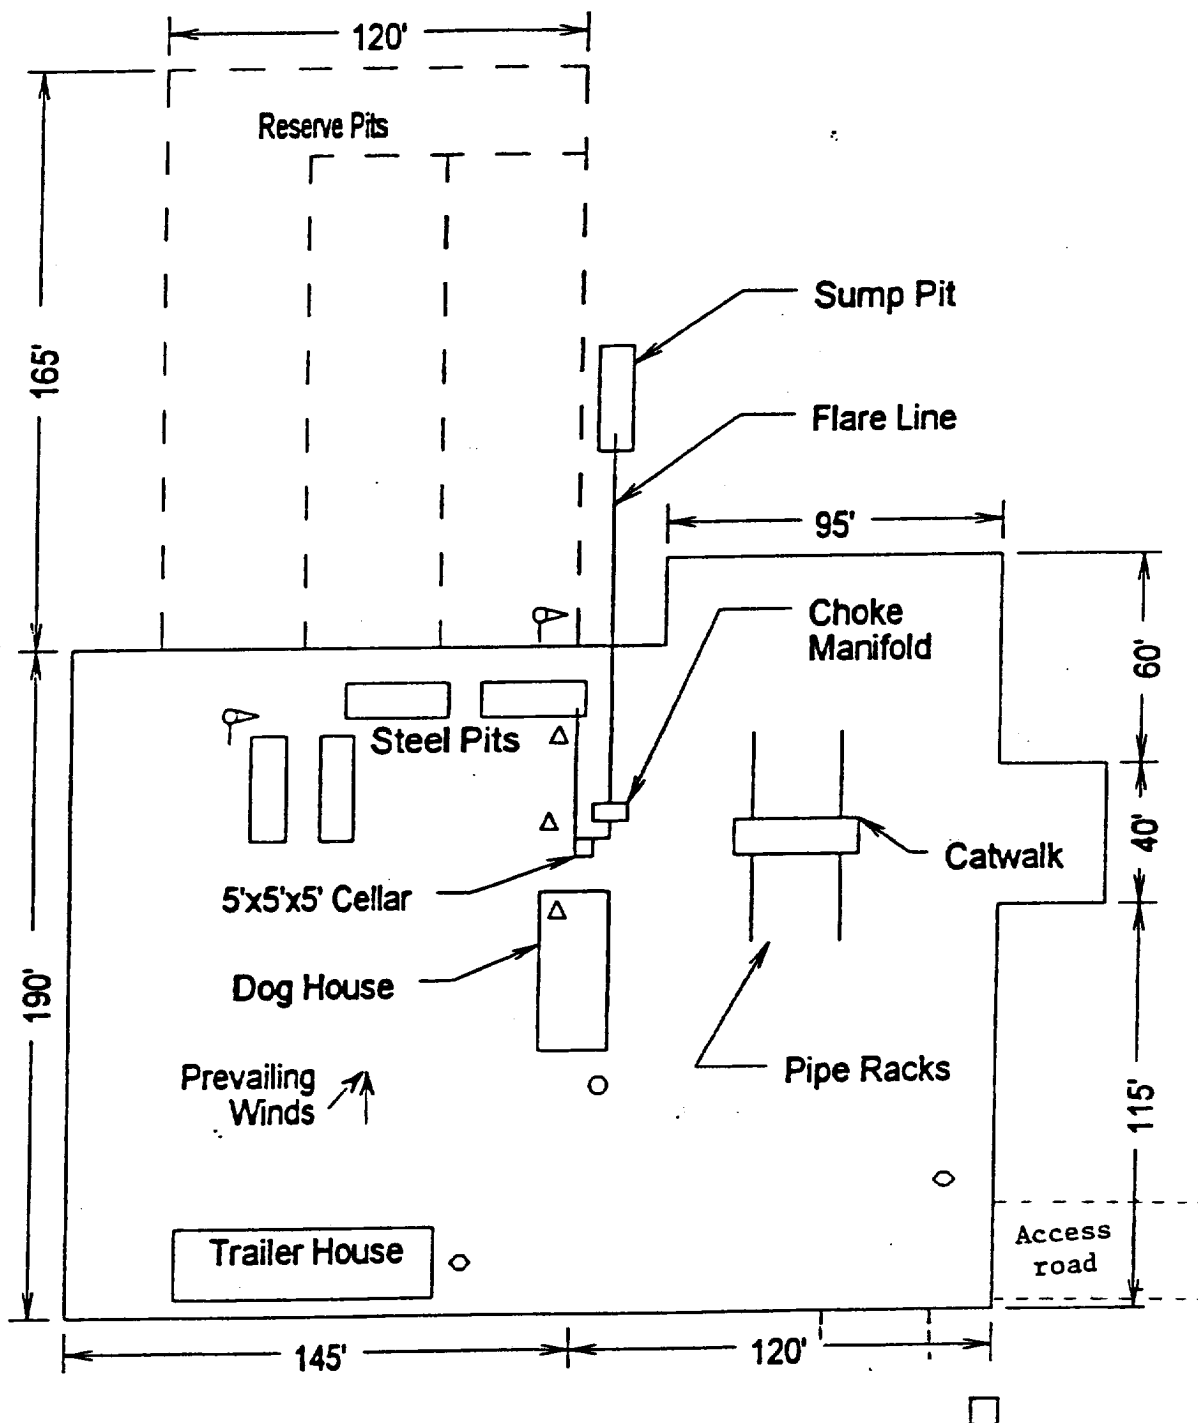 120'
Reserve Pits
Sump Pit
165'
Flare Line
95'
Choke
Manifold
60'
Steel Pits
40'
Catwalk
5'x5'x5' Cellar
190'
Dog House
Prevailing
Winds
Pipe Racks
115'
Trailer House
Access
road
145'
120'